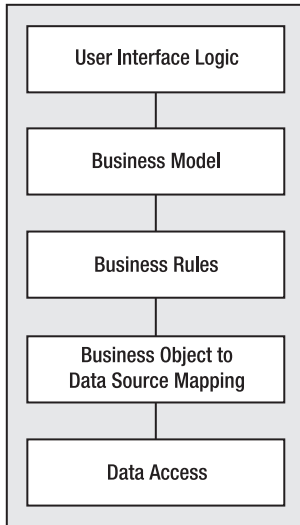 User Interface Logic
Business Model
Business Rules
Business Object to
Data Source Mapping
Data Access